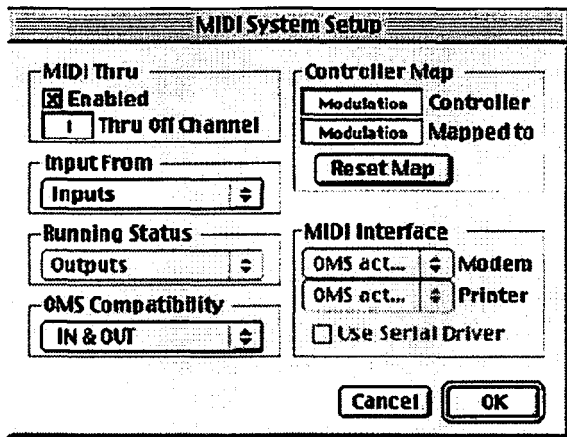 MIDI System Setup
MIDI Thru
Enabled
1 Thru Off Channel
Input From
Inputs
Running Status
Outputs
OMS Compatibility
IN & OUT
Controller Map
Modulation Controller
Modulation Mapped to
Reset Map
MIDI Interface
OMS act... Modem
OMS act... Printer
Use Serial Driver
Cancel OK